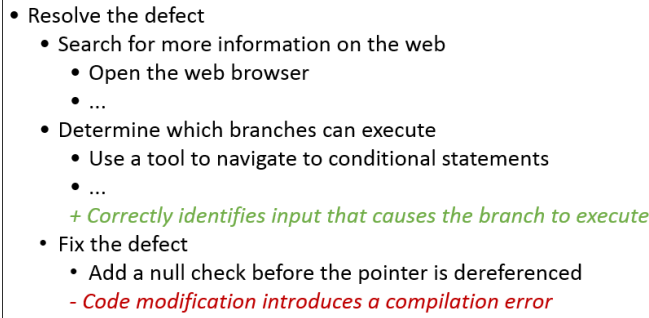 • Resolve the defect
• Search for more information on the web
• Open the web browser
• ...
• Determine which branches can execute
• Use a tool to navigate to conditional statements
• ...
+ Correctly identifies input that causes the branch to execute
• Fix the defect
• Add a null check before the pointer is dereferenced
- Code modification introduces a compilation error